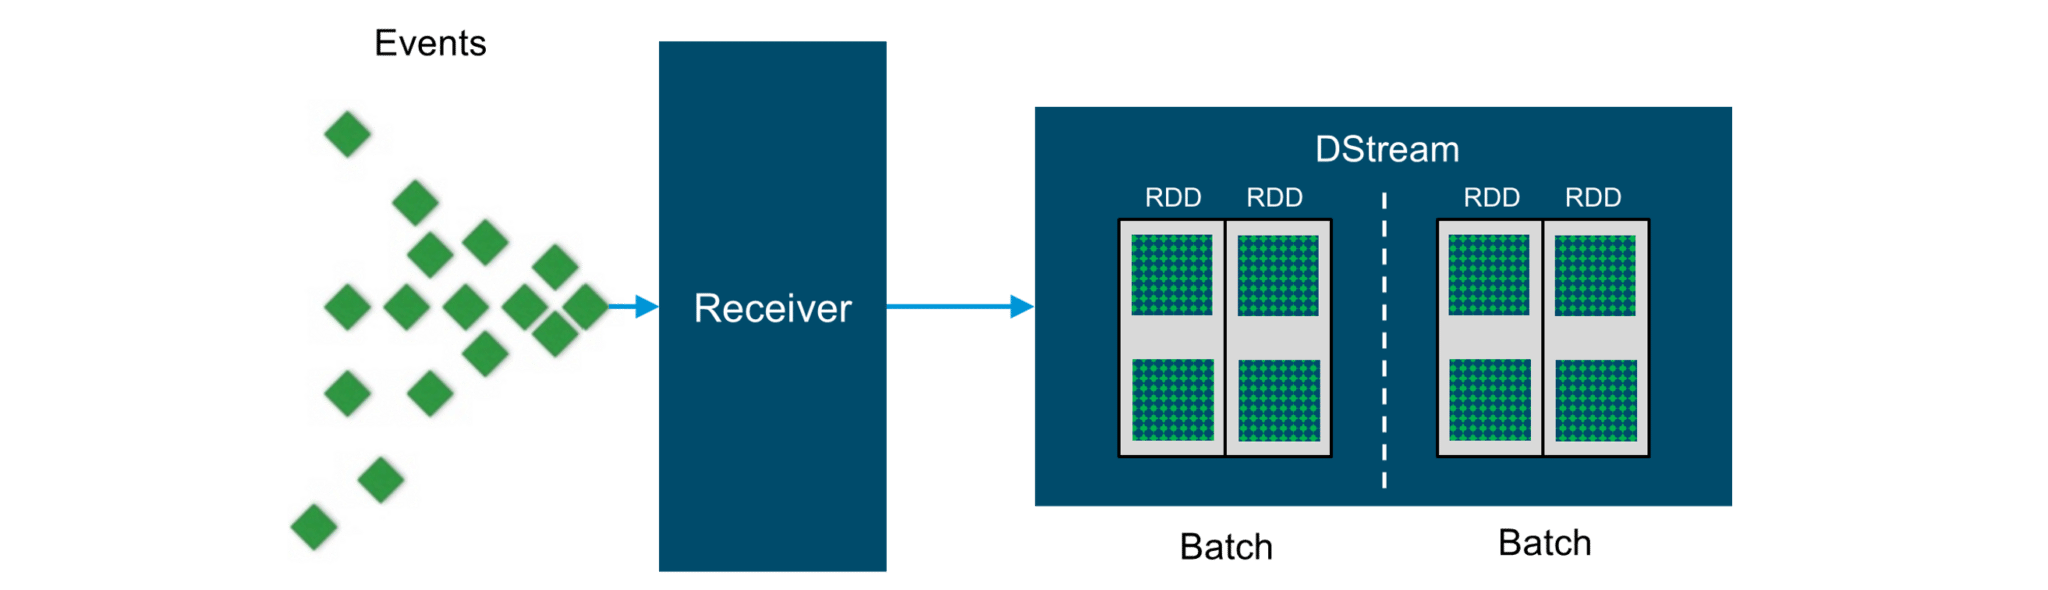 Events
Receiver
DStream
RDD RDD RDD RDD
Batch Batch